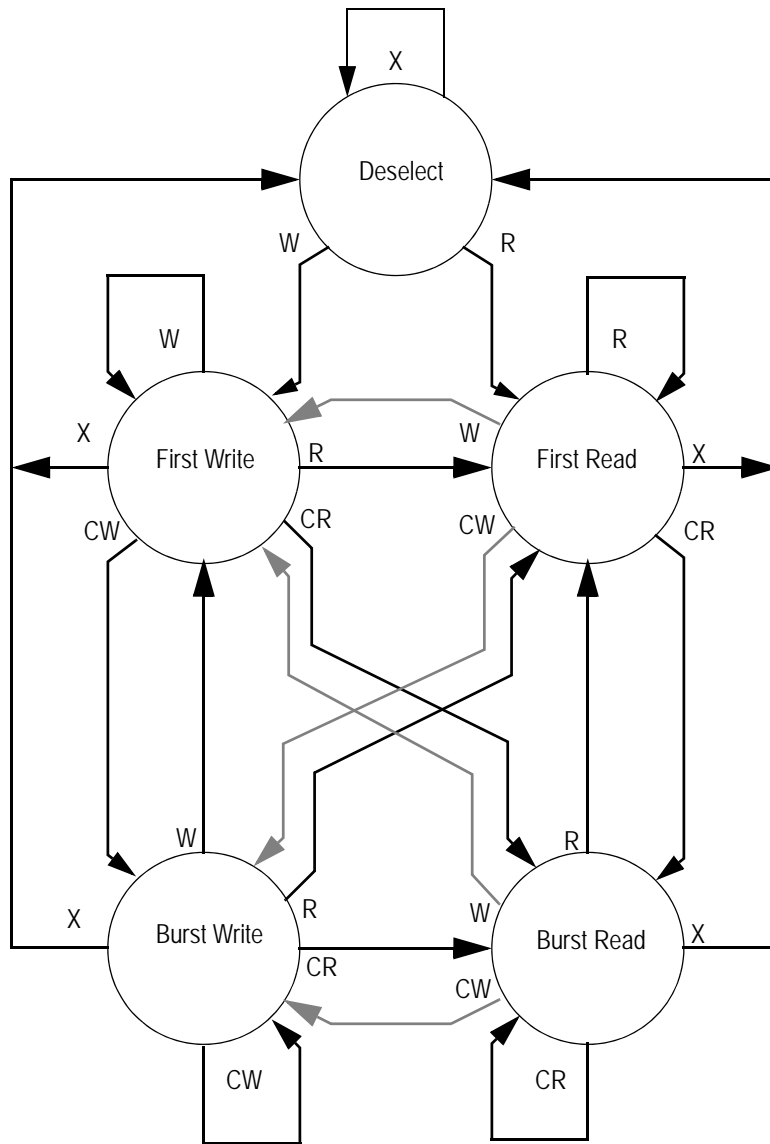 X
Deselect
W
R
W
R
X
W
First Write
R
First Read
X
CW
CR
CW
CR
W
R
X
R
W
Burst Write
Burst Read
X
CR
CW
CW
CR